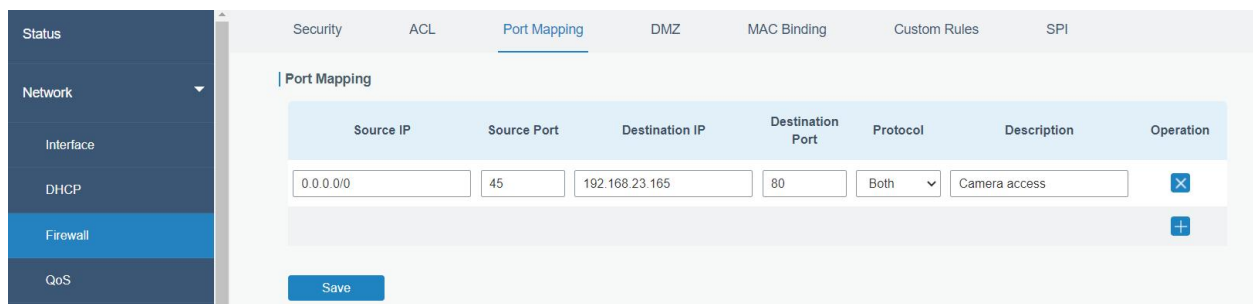 Status
Network
Interface
DHCP
Firewall
QoS
Security ACL Port Mapping DMZ MAC Binding Custom Rules SPI
Port Mapping
Source IP Source Port Destination IP Destination Port Protocol Description Operation
0.0.0.0/0 45 192.168.23.165 80 Both Camera access
Save